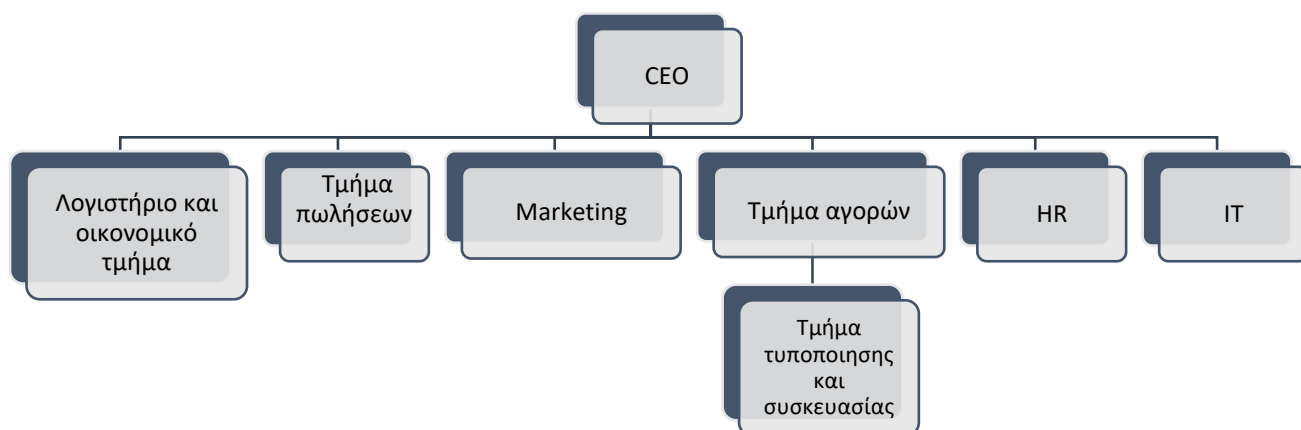 CEO
Λογιστήριο και
οικονομικό
τμήμα
Τμήμα
πωλήσεων
Marketing
Τμήμα αγορών
HR
IT
Τμήμα
τυποποιησης
και
συσκευασίας